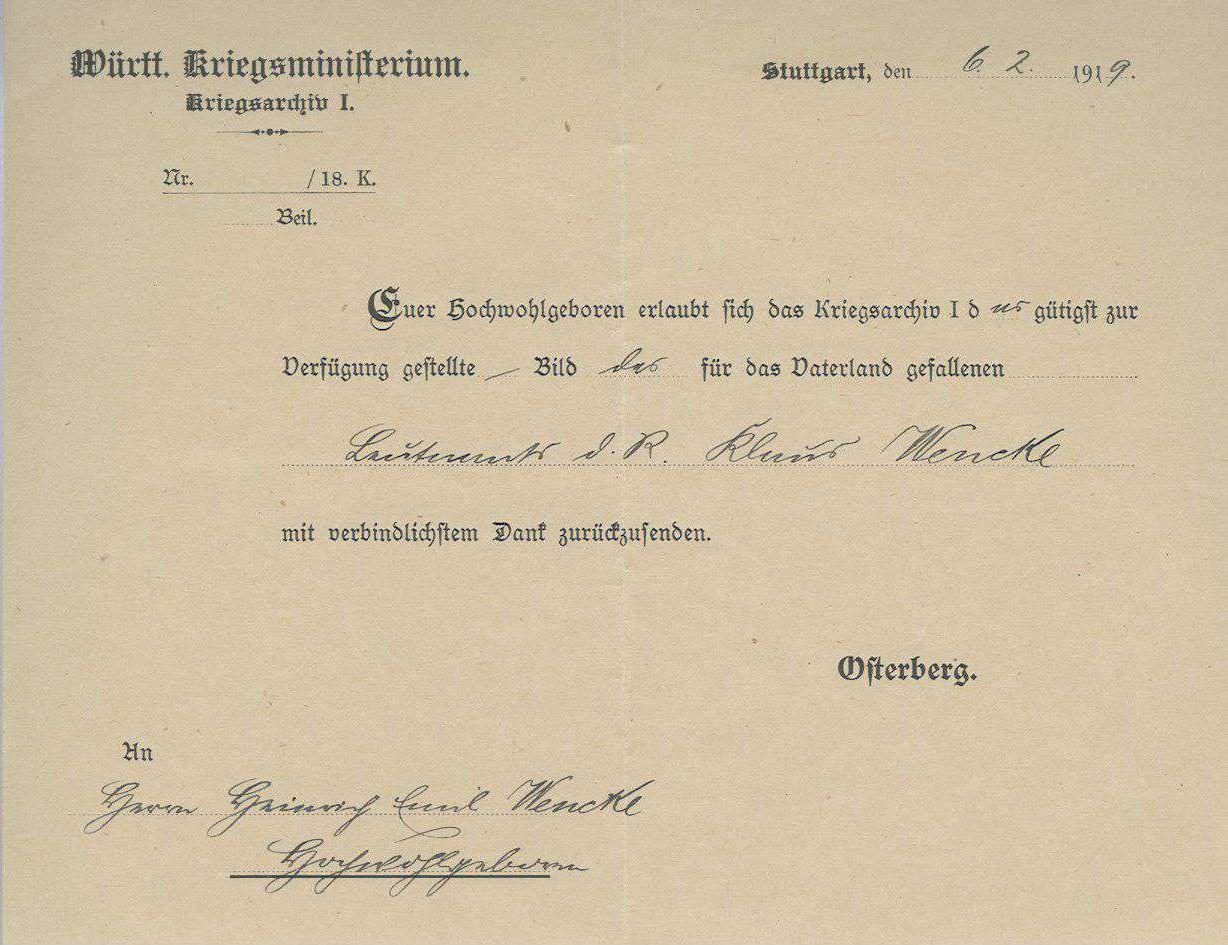 Württ. Kriegsministerium.
Kriegsarchiv I.
Stuttgart, den 6. 2. 1919.
Nr. /18. K.
Beil.
Euer Hochwohlgeboren erlaubt sich das Kriegsarchiv I d as gütigst zur
Verfügung gestellte — Bild des für das Vaterland gefallenen
Leutnants d. R. Klaus Wencke
mit verbindlichstem Dank zurückzusenden.
Osterberg.
An
Herrn Heinrich Emil Wencke
Hochwohlgeboren